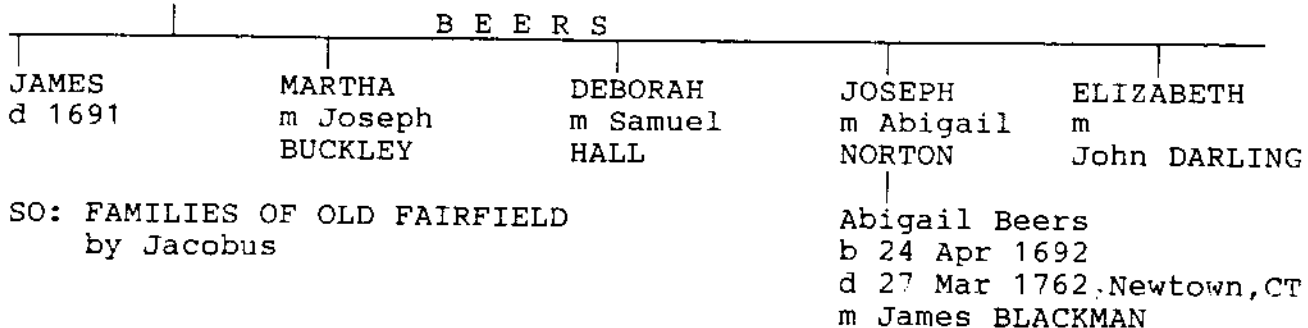 B E E R S
JAMES MARTHA DEBORAH JOSEPH ELIZABETH
d 1691 m Joseph m Samuel m Abigail m
BUCKLEY HALL NORTON John DARLING
SO: FAMILIES OF OLD FAIRFIELD
by Jacobus
Abigail Beers
b 24 Apr 1692
d 27 Mar 1762, Newtown,CT
m James BLACKMAN